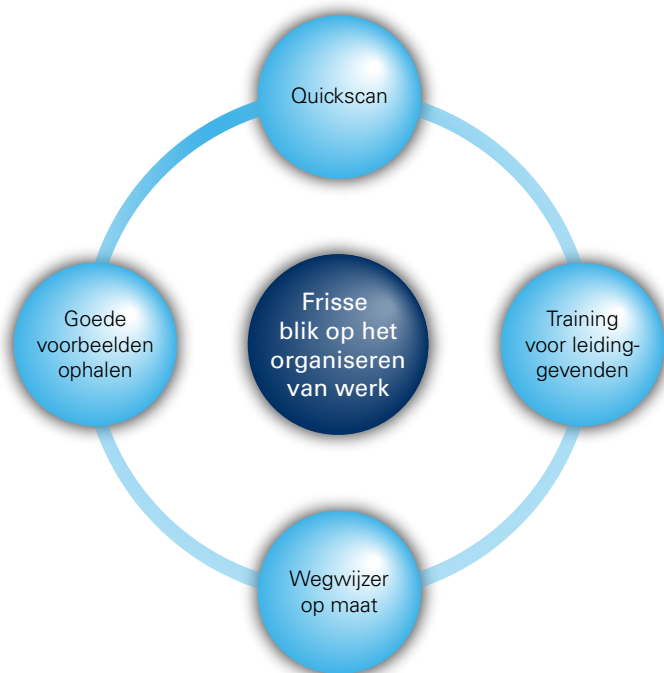 Quickscan
Goede
voorbeelden
ophalen
Frisse
blik op het
organiseren
van werk
Training
voor leiding-
gevenden
Wegwijzer
op maat